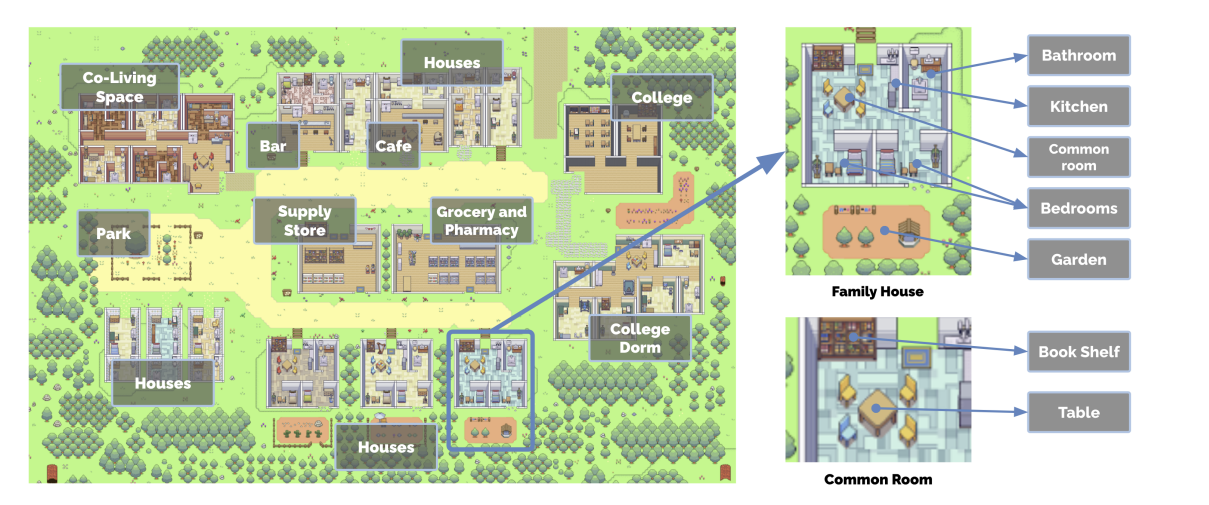 Co-Living
Space
Houses
College
Bar
Cafe
Park
Supply
Store
Grocery and
Pharmacy
College
Dorm
Houses
Houses
Bathroom
Kitchen
Common
room
Bedrooms
Garden
Family House
Book Shelf
Table
Common Room